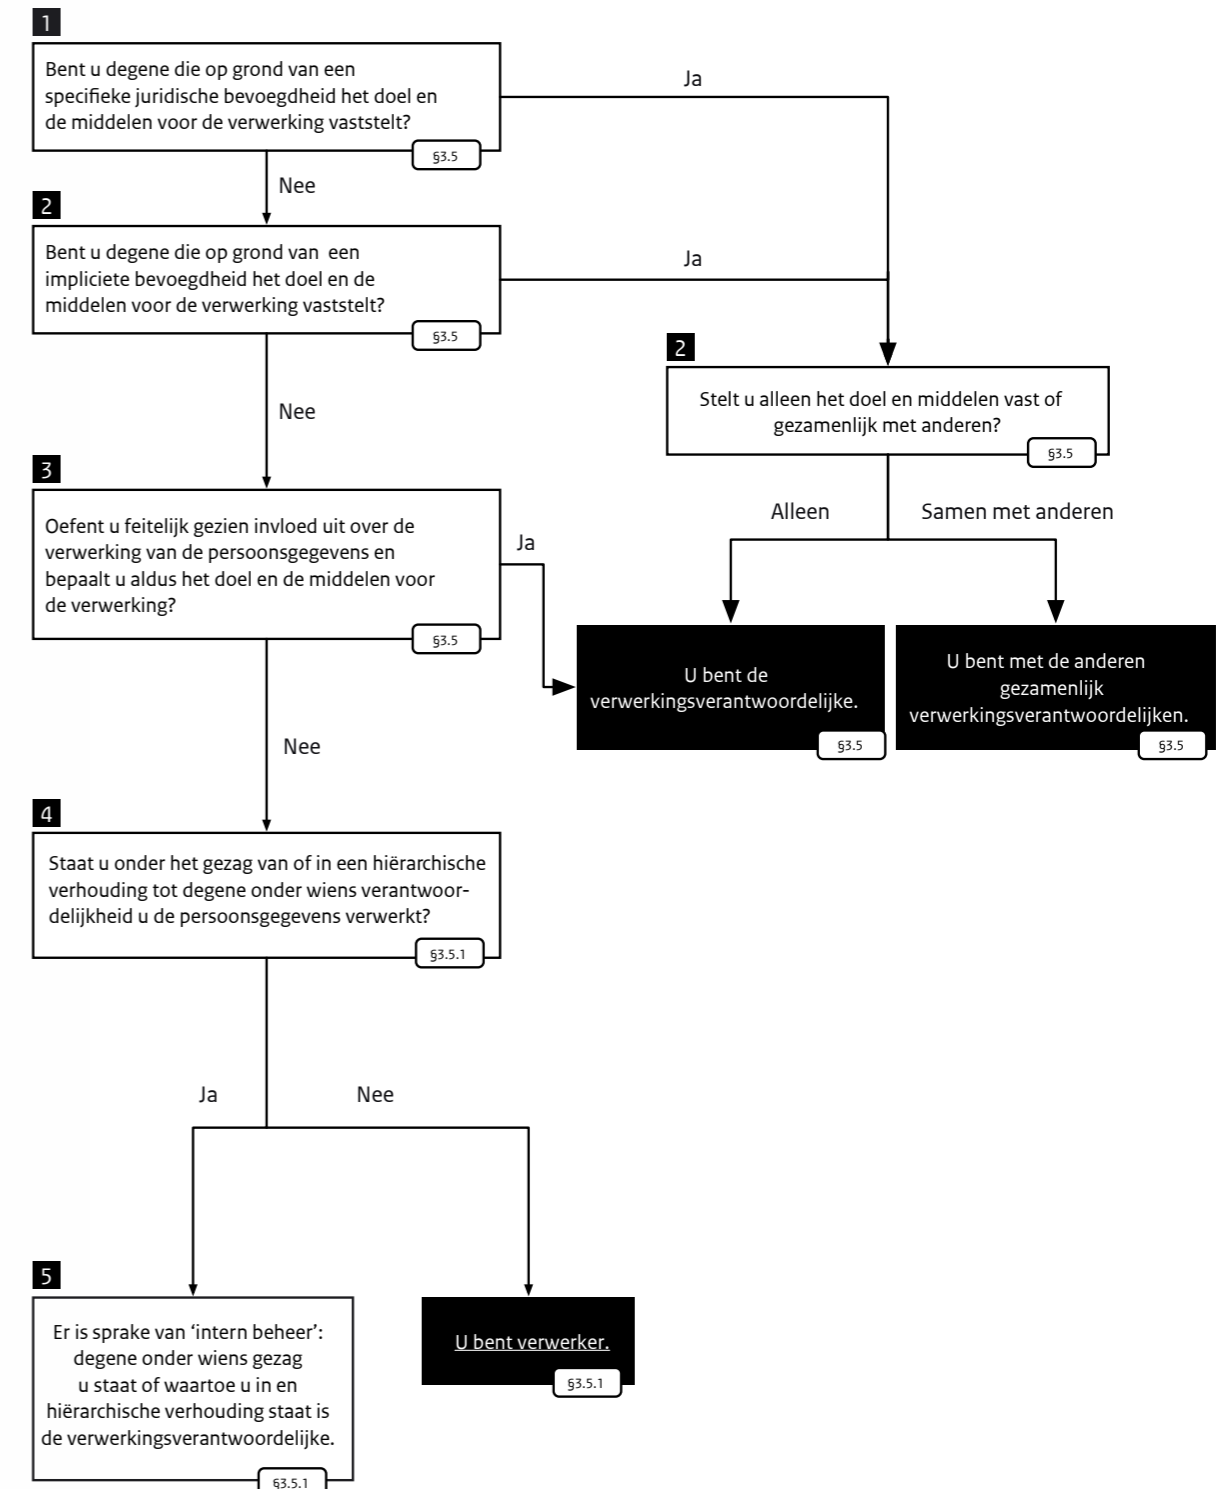 1
Bent u degene die op grond van een
specifieke juridische bevoegdheid het doel en
de middelen voor de verwerking vaststelt?
§3.5
Ja
Nee
2
Bent u degene die op grond van een
impliciete bevoegdheid het doel en de
middelen voor de verwerking vaststelt?
§3.5
Ja
Nee
2
Stelt u alleen het doel en middelen vast of
gezamenlijk met anderen?
§3.5
Alleen
Samen met anderen
3
Oefent u feitelijk gezien invloed uit over de
verwerking van de persoonsgegevens en
bepaalt u aldus het doel en de middelen voor
de verwerking?
§3.5
Ja
Nee
U bent de
verwerkingsverantwoordelijke.
§3.5
U bent met de anderen
gezamenlijk
verwerkingsverantwoordelijken.
§3.5
4
Staat u onder het gezag van of in een hiërarchische
verhouding tot degene onder wiens verantwoor-
delijkheid u de persoonsgegevens verwerkt?
§3.5.1
Ja
Nee
5
Er is sprake van ‘intern beheer’:
degene onder wiens gezag
u staat of waartoe u in en
hiërarchische verhouding staat is
de verwerkingsverantwoordelijke.
§3.5.1
U bent verwerker.
§3.5.1